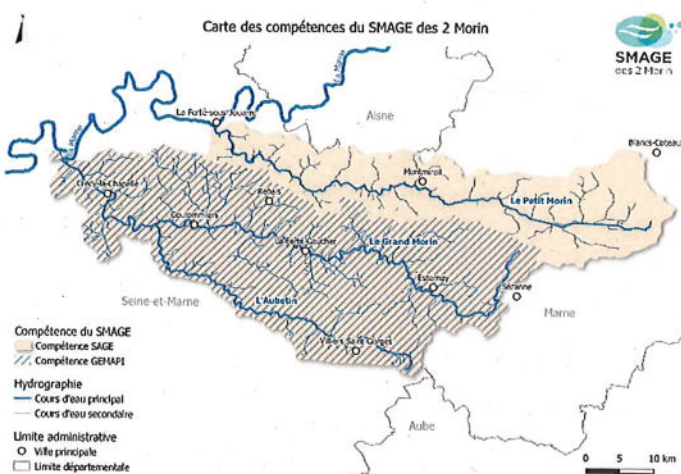 Carte des compétences du SMAGE des 2 Morin
SMAGE
des 2 Morin
La Marne
La Marne
Aisne
La Ferté-sous-Jouarre
Blancs-Coteaux
Montmirail
Le Petit Morin
Crécy-la-Chapelle
Rebais
Coulommiers
La Ferté-Gaucher
Le Grand Morin
Esternay
Sézanne
Seine-et-Marne
L'Aubetin
Marne
Villiers-Saint-Georges
Aube
Compétence du SMAGE
Compétence SAGE
Compétence GEMAPI
Hydrographie
Cours d'eau principal
Cours d'eau secondaire
Limite administrative
Ville principale
Limite départementale
0 5 10 km